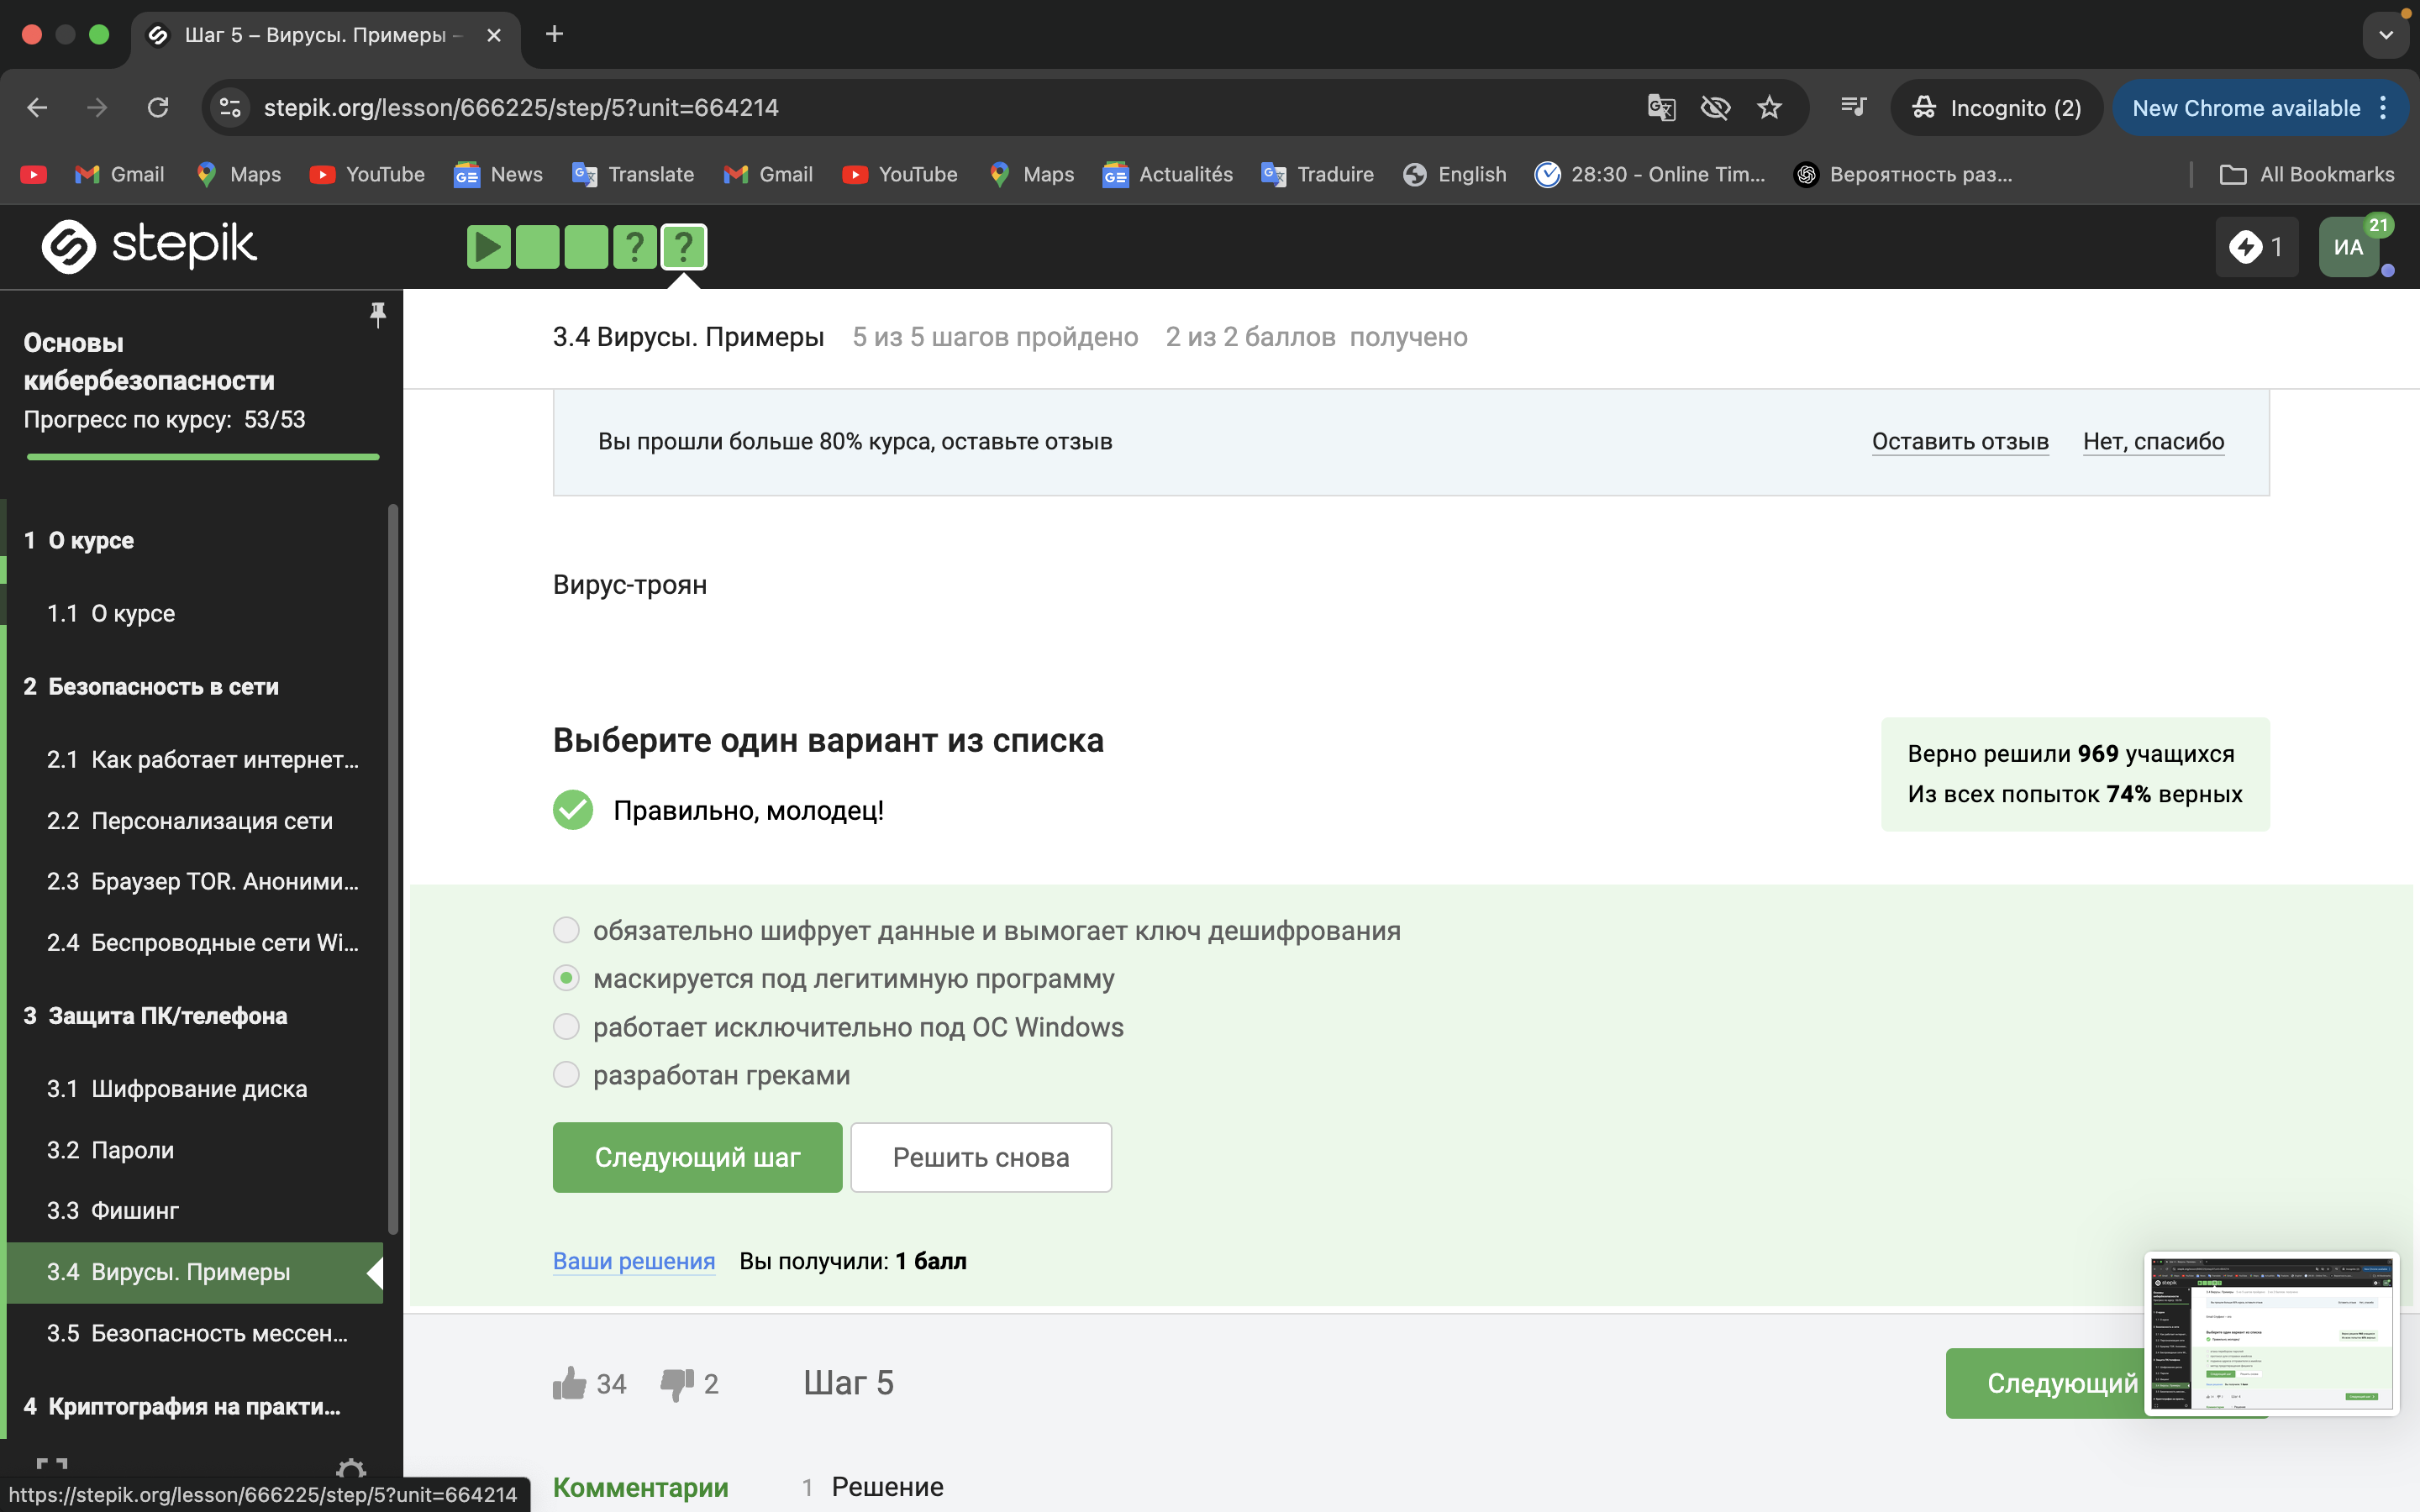 Шаг 5 – Вирусы. Примеры –
stepik.org/lesson/666225/step/5?unit=664214
Incognito (2)
New Chrome available
Gmail
Maps
YouTube
News
Translate
Gmail
YouTube
Maps
Actualités
Traduire
English
28:30 - Online Tim...
Вероятность раз...
All Bookmarks
stepik
? ?
1
ИА
21
Основы
кибербезопасности
Прогресс по курсу: 53/53
1 О курсе
1.1 О курсе
2 Безопасность в сети
2.1 Как работает интернет...
2.2 Персонализация сети
2.3 Браузер TOR. Аноними...
2.4 Беспроводные сети Wi...
3 Защита ПК/телефона
3.1 Шифрование диска
3.2 Пароли
3.3 Фишинг
3.4 Вирусы. Примеры
3.5 Безопасность мессен...
4 Криптография на практи...
https://stepik.org/lesson/666225/step/5?unit=664214
3.4 Вирусы. Примеры 5 из 5 шагов пройдено 2 из 2 баллов получено
Вы прошли больше 80% курса, оставьте отзыв
Оставить отзыв
Нет, спасибо
Вирус-троян
Выберите один вариант из списка
Правильно, молодец!
Верно решили 969 учащихся
Из всех попыток 74% верных
обязательно шифрует данные и вымогает ключ дешифрования
маскируется под легитимную программу
работает исключительно под ОС Windows
разработан греками
Следующий шаг
Решить снова
Ваши решения Вы получили: 1 балл
34
2
Шаг 5
Следующий
Комментарии
1 Решение